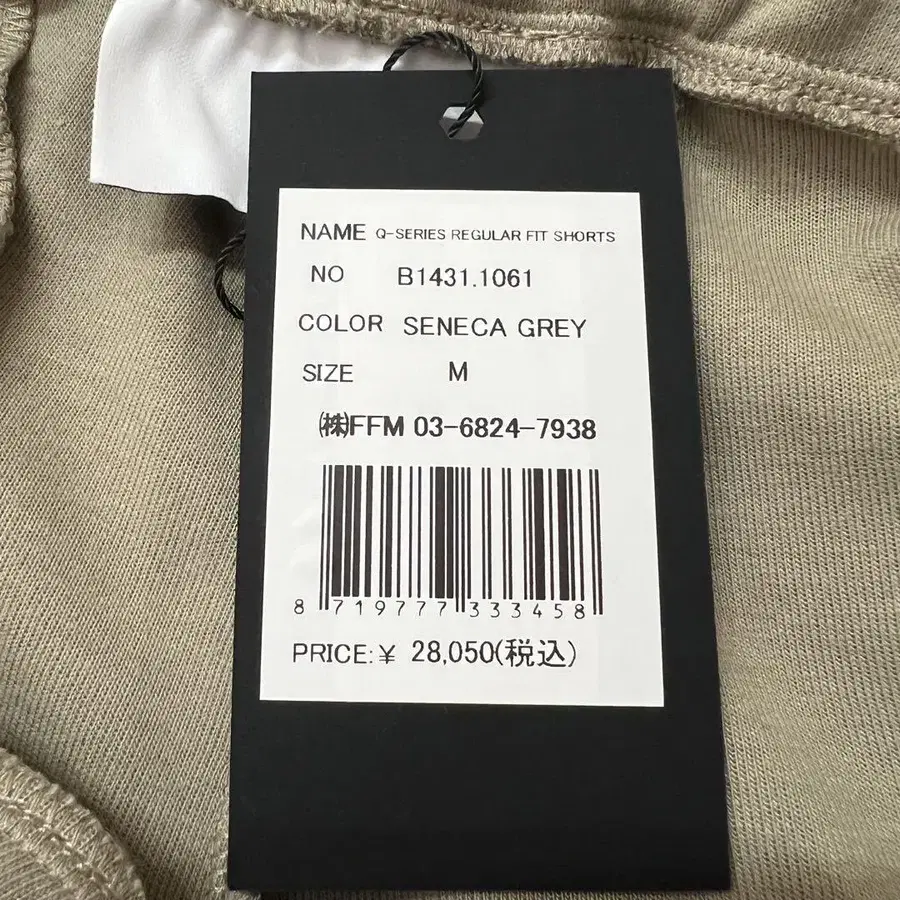 NAME Q-SERIES REGULAR FIT SHORTS
NO B1431.1061
COLOR SENECA GREY
SIZE M
㈱FFM 03-6824-7938
8 719777 333458
PRICE:¥ 28,050(税込)